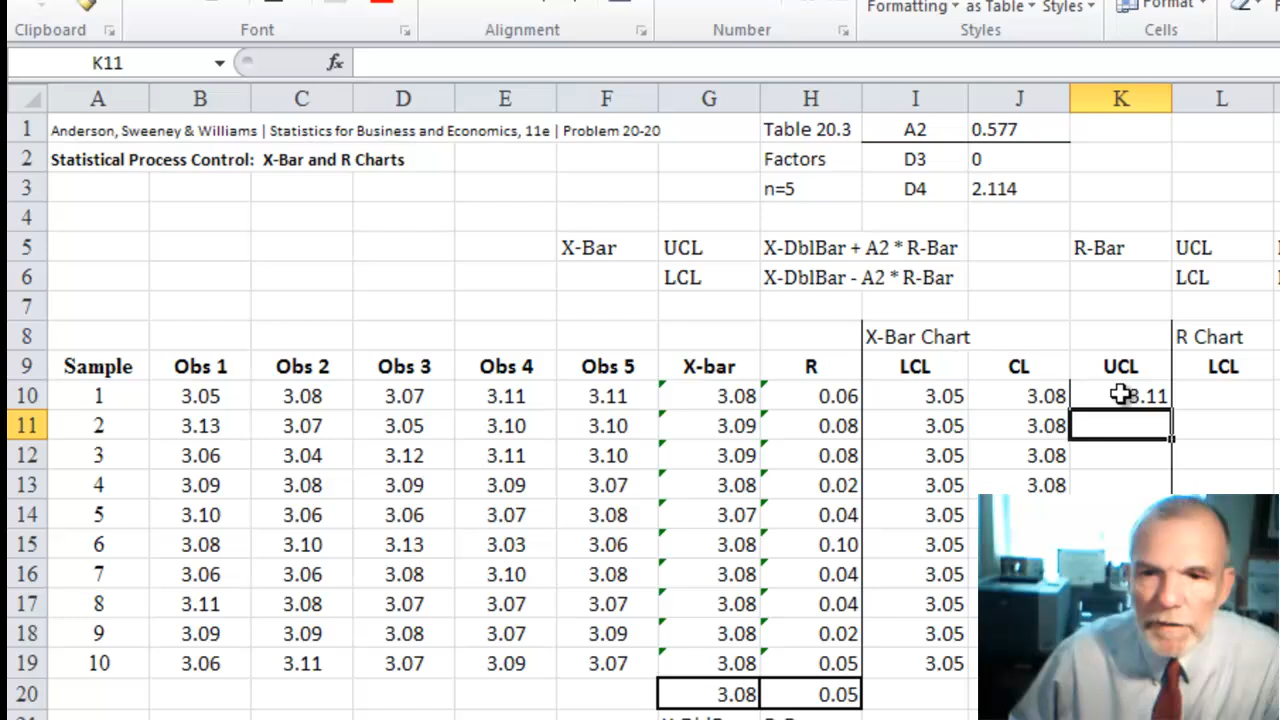 Formatting as Table Styles Format
Clipboard Font Alignment Number Styles Cells
K11 fx
A B C D E F G H I J K L
1 Anderson, Sweeney & Williams | Statistics for Business and Economics, 11e | Problem 20-20 Table 20.3 A2 0.577
2 Statistical Process Control: X-Bar and R Charts Factors D3 0
3 n=5 D4 2.114
4
5 X-Bar UCL X-DblBar + A2 * R-Bar R-Bar UCL
6 LCL X-DblBar - A2 * R-Bar LCL
7
8 X-Bar Chart R Chart
9 Sample Obs 1 Obs 2 Obs 3 Obs 4 Obs 5 X-bar R LCL CL UCL LCL
10 1 3.05 3.08 3.07 3.11 3.11 3.08 0.06 3.05 3.08 3.11
11 2 3.13 3.07 3.05 3.10 3.10 3.09 0.08 3.05 3.08
12 3 3.06 3.04 3.12 3.11 3.10 3.09 0.08 3.05 3.08
13 4 3.09 3.08 3.09 3.09 3.07 3.08 0.02 3.05 3.08
14 5 3.10 3.06 3.06 3.07 3.08 3.07 0.04 3.05
15 6 3.08 3.10 3.13 3.03 3.06 3.08 0.10 3.05
16 7 3.06 3.06 3.08 3.10 3.08 3.08 0.04 3.05
17 8 3.11 3.08 3.07 3.07 3.07 3.08 0.04 3.05
18 9 3.09 3.09 3.08 3.07 3.09 3.08 0.02 3.05
19 10 3.06 3.11 3.07 3.09 3.07 3.08 0.05 3.05
20 3.08 0.05